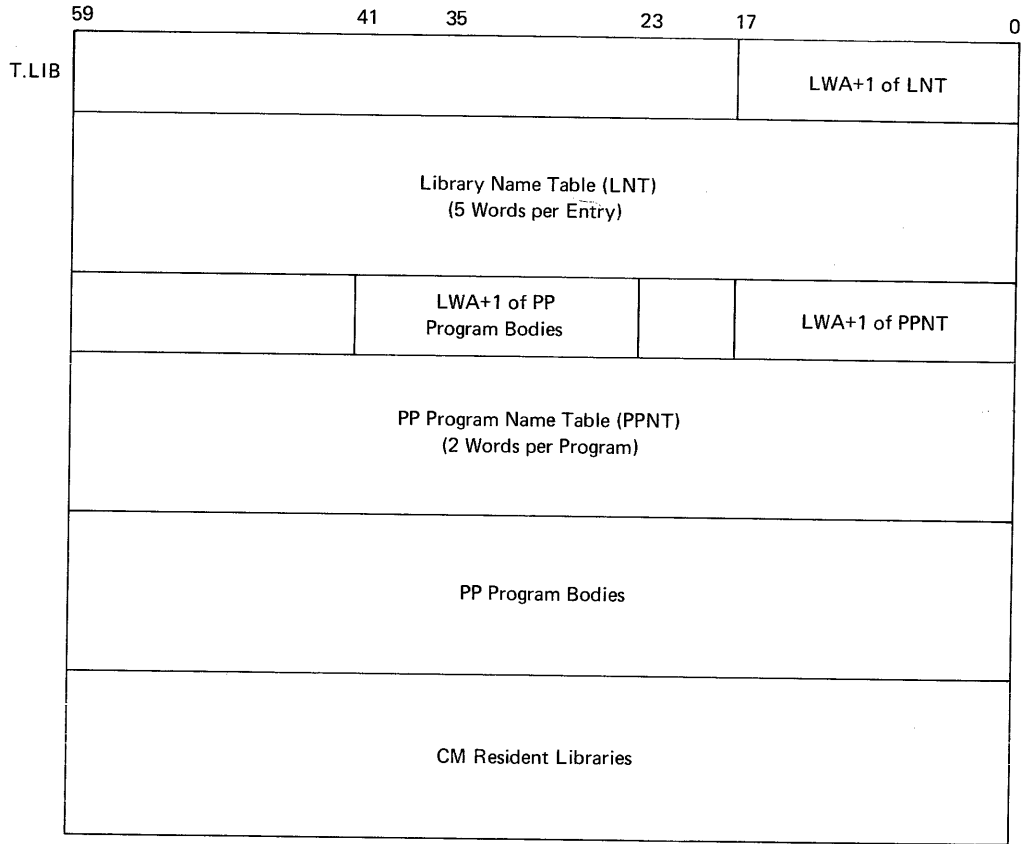 59 41 35 23 17 0
T.LIB
LWA+1 of LNT
Library Name Table (LNT)
(5 Words per Entry)
LWA+1 of PP
Program Bodies
LWA+1 of PPNT
PP Program Name Table (PPNT)
(2 Words per Program)
PP Program Bodies
CM Resident Libraries